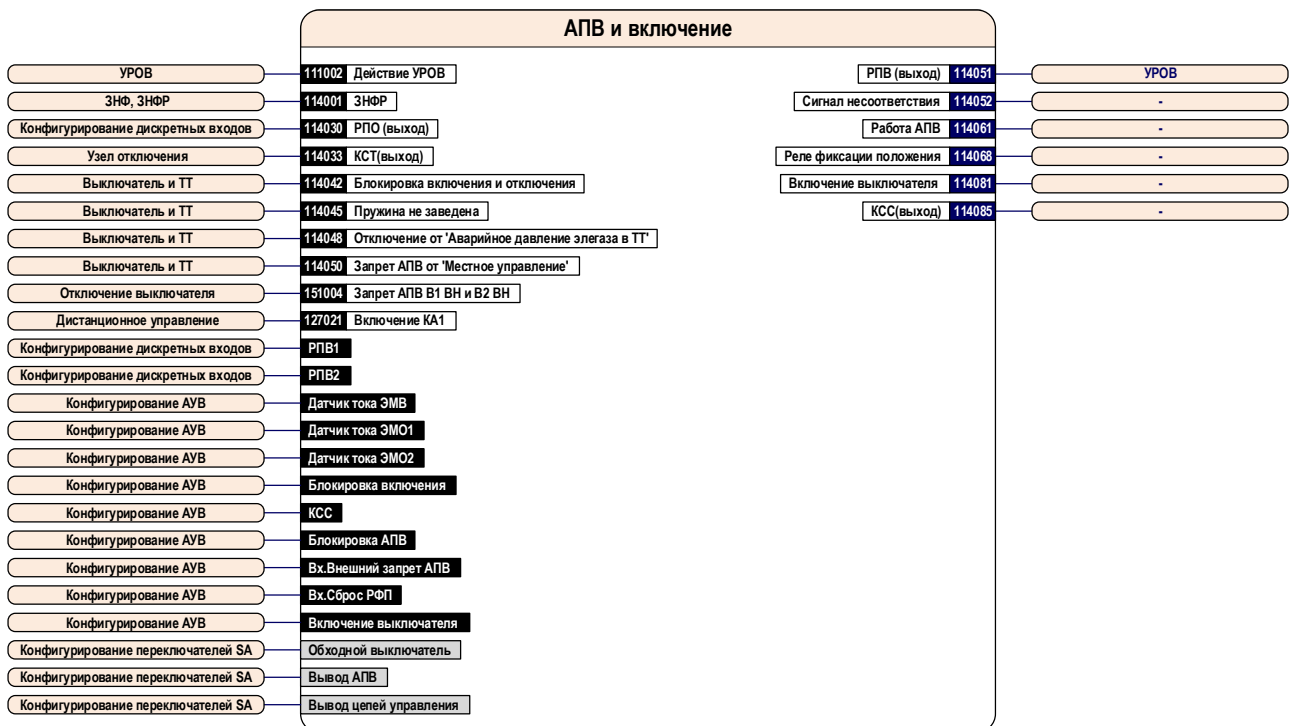 АПВ и включение
УРОВ 111002 Действие УРОВ РПВ (выход) 114051 УРОВ
ЗНФ, ЗНФР 114001 ЗНФР Сигнал несоответствия 114052 -
Конфигурирование дискретных входов 114030 РПО (выход) Работа АПВ 114061 -
Узел отключения 114033 КСТ(выход) Реле фиксации положения 114068 -
Выключатель и ТТ 114042 Блокировка включения и отключения Включение выключателя 114081 -
Выключатель и ТТ 114045 Пружина не заведена КСС(выход) 114085 -
Выключатель и ТТ 114048 Отключение от 'Аварийное давление элегаза в ТТ'
Выключатель и ТТ 114050 Запрет АПВ от 'Местное управление'
Отключение выключателя 151004 Запрет АПВ В1 ВН и В2 ВН
Дистанционное управление 127021 Включение КА1
Конфигурирование дискретных входов РПВ1
Конфигурирование дискретных входов РПВ2
Конфигурирование АУВ Датчик тока ЭМВ
Конфигурирование АУВ Датчик тока ЭМО1
Конфигурирование АУВ Датчик тока ЭМО2
Конфигурирование АУВ Блокировка включения
Конфигурирование АУВ КСС
Конфигурирование АУВ Блокировка АПВ
Конфигурирование АУВ Вх.Внешний запрет АПВ
Конфигурирование АУВ Вх.Сброс РФП
Конфигурирование АУВ Включение выключателя
Конфигурирование переключателей SA Обходной выключатель
Конфигурирование переключателей SA Вывод АПВ
Конфигурирование переключателей SA Вывод цепей управления